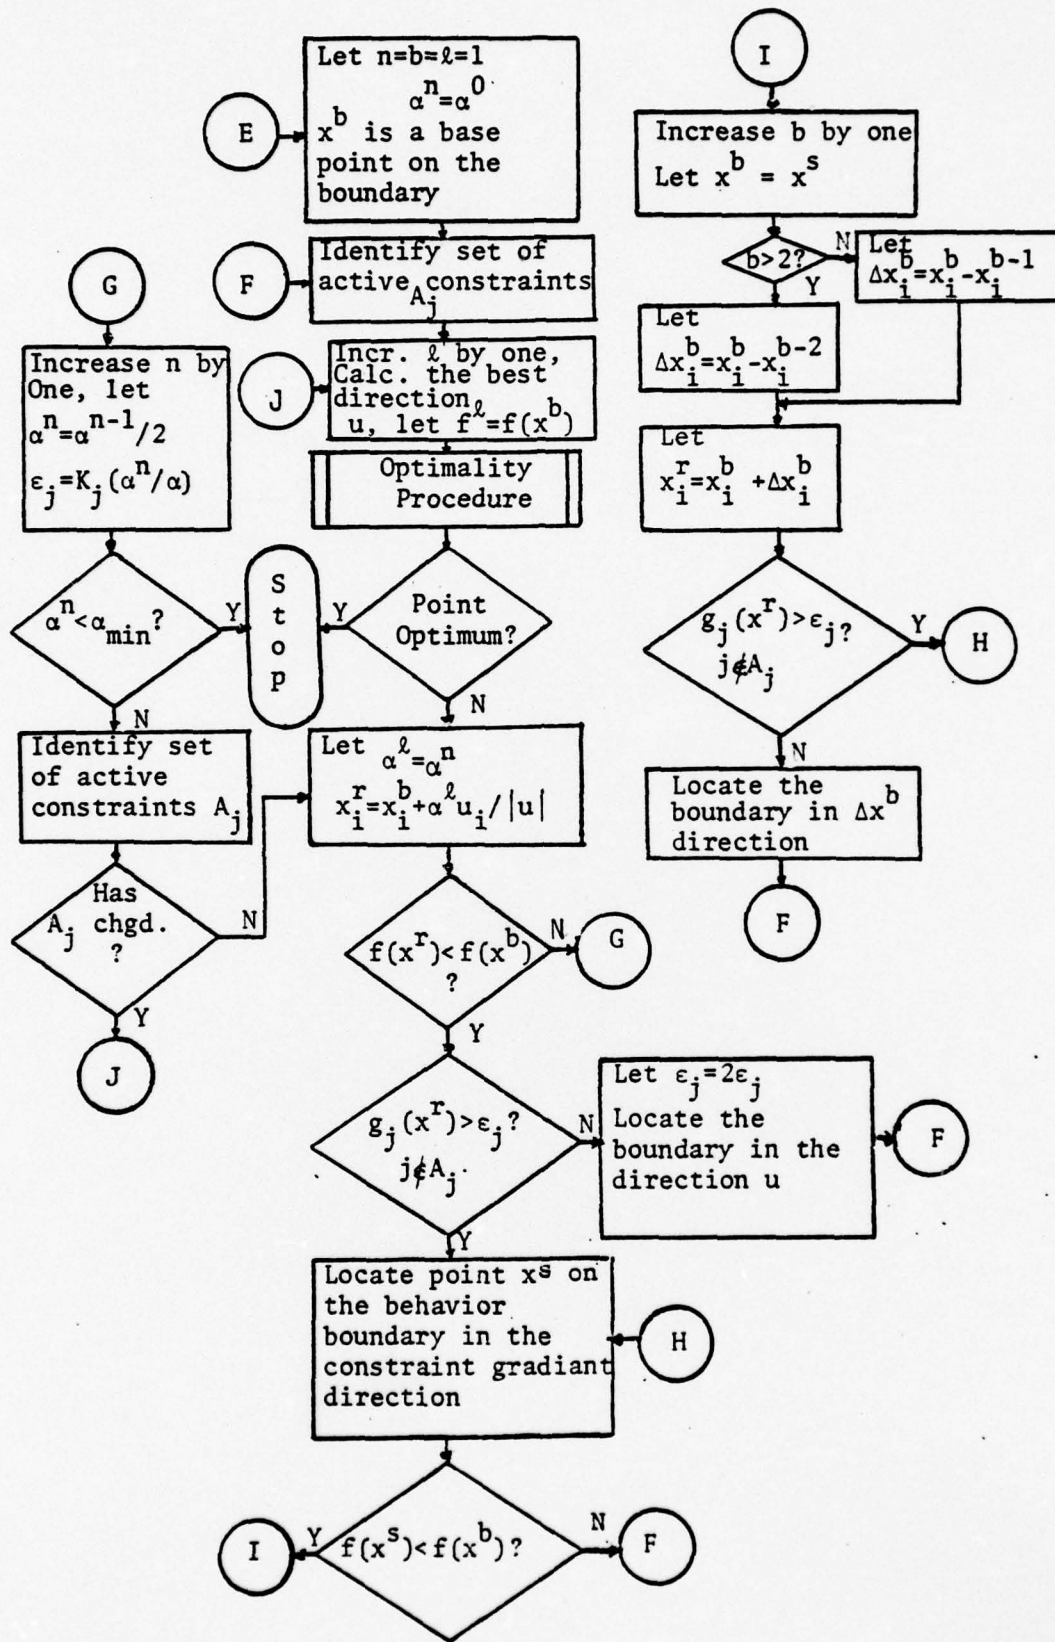 E
Let n=b=ℓ=1
αⁿ=α⁰
xᵇ is a base
point on the
boundary
F
Identify set of
active constraints
A_j
J
Incr. ℓ by one,
Calc. the best
direction
u, let f^ℓ=f(x^b)
Optimality
Procedure
Point
Optimum?
Y
N
S
t
o
p
G
Increase n by
One, let
α^n=α^{n-1}/2
ε_j=K_j(α^n/α)
α^n<α_min?
Y
N
Identify set
of active
constraints A_j
Has
A_j chgd.
?
N
Y
J
Let α^ℓ=α^n
x_i^r=x_i^b+α^ℓ u_i/|u|
f(x^r)<f(x^b)
?
N
G
Y
g_j(x^r)>ε_j?
j∉A_j
N
Let ε_j=2ε_j
Locate the
boundary in the
direction u
F
Y
Locate point x^s on
the behavior
boundary in the
constraint gradiant
direction
H
f(x^s)<f(x^b)?
Y
I
N
F
I
Increase b by one
Let x^b = x^s
b>2?
N
Let
Δx_i^b=x_i^b-x_i^{b-1}
Y
Let
Δx_i^b=x_i^b-x_i^{b-2}
Let
x_i^r=x_i^b +Δx_i^b
g_j(x^r)>ε_j?
j∉A_j
Y
H
N
Locate the
boundary in Δx^b
direction
F